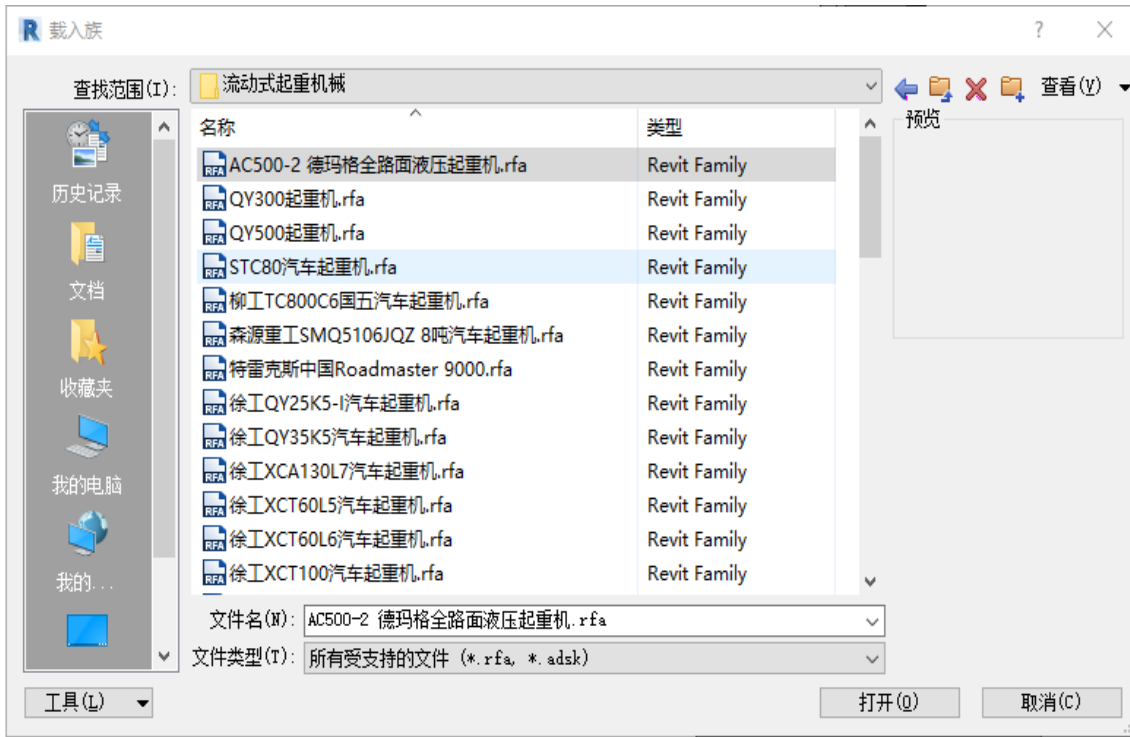 载入族
查找范围(I): 流动式起重机械 查看(V)
名称 类型 预览
AC500-2 德玛格全路面液压起重机.rfa Revit Family
QY300起重机.rfa Revit Family
QY500起重机.rfa Revit Family
STC80汽车起重机.rfa Revit Family
柳工TC800C6国五汽车起重机.rfa Revit Family
森源重工SMQ5106JQZ 8吨汽车起重机.rfa Revit Family
特雷克斯中国Roadmaster 9000.rfa Revit Family
徐工QY25K5-I汽车起重机.rfa Revit Family
徐工QY35K5汽车起重机.rfa Revit Family
徐工XCA130L7汽车起重机.rfa Revit Family
徐工XCT60L5汽车起重机.rfa Revit Family
徐工XCT60L6汽车起重机.rfa Revit Family
徐工XCT100汽车起重机.rfa Revit Family
历史记录
文档
收藏夹
我的电脑
我的...
文件名(N): AC500-2 德玛格全路面液压起重机.rfa
文件类型(T): 所有受支持的文件 (*.rfa, *.adsk)
工具(L) 打开(O) 取消(C)